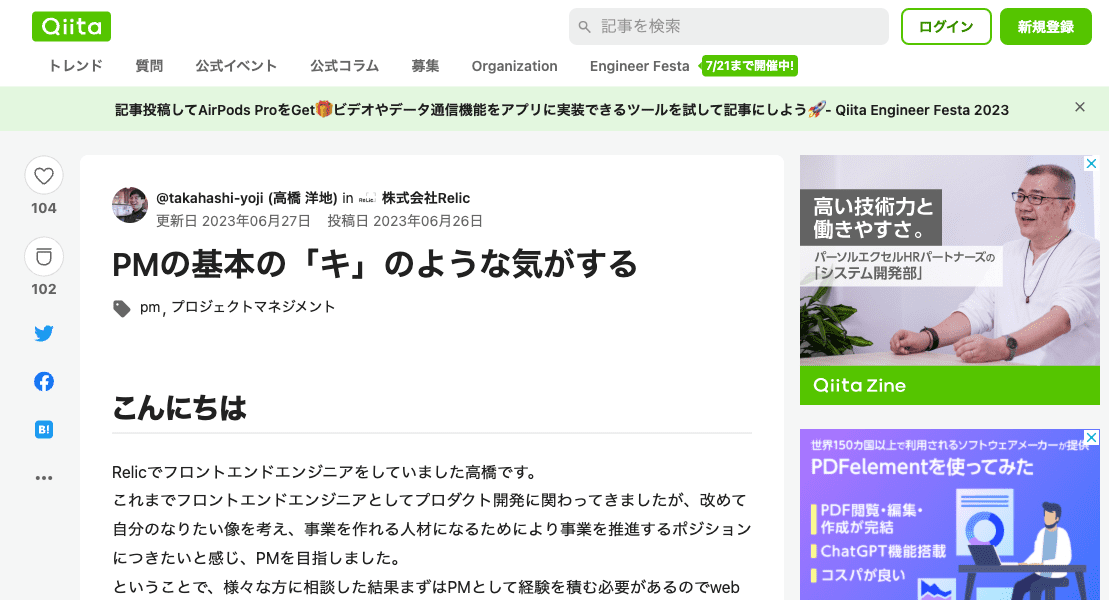 Qiita
記事を検索
ログイン
新規登録
トレンド 質問 公式イベント 公式コラム 募集 Organization Engineer Festa 7/21まで開催中!
記事投稿してAirPods ProをGet🎁ビデオやデータ通信機能をアプリに実装できるツールを試して記事にしよう🚀- Qiita Engineer Festa 2023
104
102
B!
@takahashi-yoji (高橋 洋地) in ReLic 株式会社Relic
更新日 2023年06月27日 投稿日 2023年06月26日
PMの基本の「キ」のような気がする
pm, プロジェクトマネジメント
こんにちは
Relicでフロントエンドエンジニアをしていました高橋です。
これまでフロントエンドエンジニアとしてプロダクト開発に関わってきましたが、改めて
自分のなりたい像を考え、事業を作れる人材になるためにより事業を推進するポジション
につきたいと感じ、PMを目指しました。
ということで、様々な方に相談した結果まずはPMとして経験を積む必要があるのでweb
高い技術力と
働きやすさ。
パーソルエクセルHRパートナーズの
「システム開発部」
Qiita Zine
世界150カ国以上で利用されるソフトウェアメーカーが提供
PDFelementを使ってみた
PDF閲覧・編集・
作成が完結
ChatGPT機能搭載
コスパが良い